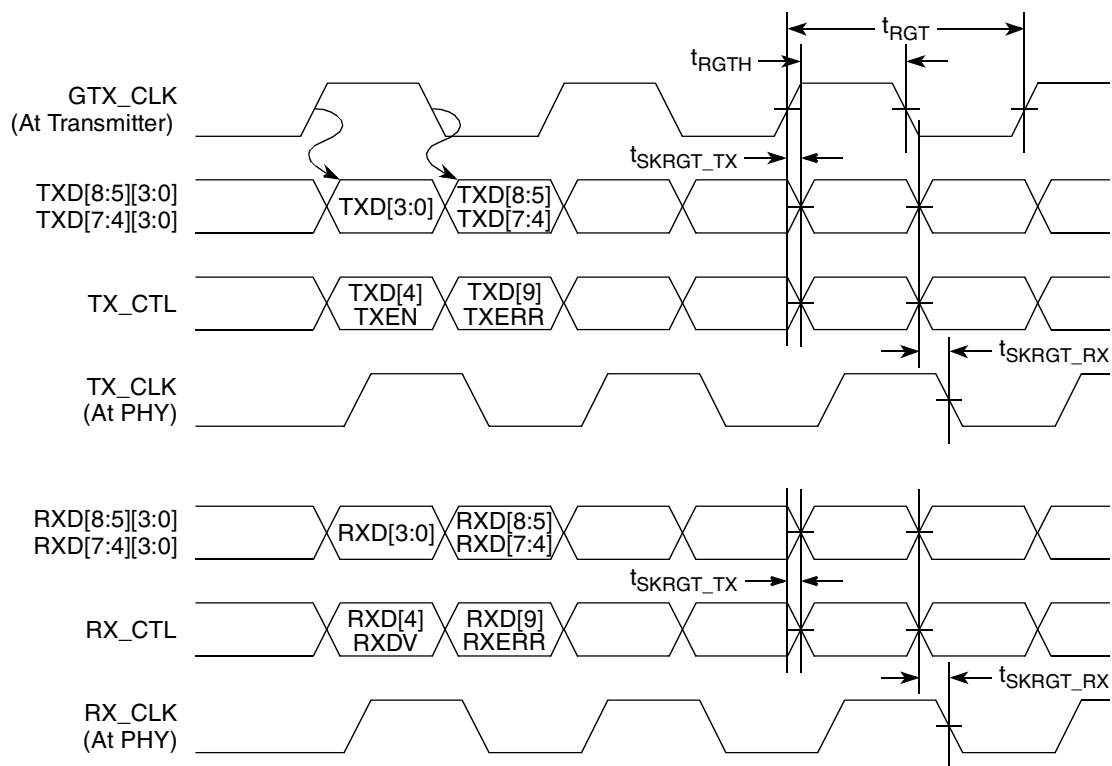 tRGT
tRGTH
GTX_CLK
(At Transmitter)
tSKRGT_TX
TXD[8:5][3:0]
TXD[7:4][3:0]
TXD[3:0]
TXD[8:5]
TXD[7:4]
TX_CTL
TXD[4]
TXEN
TXD[9]
TXERR
tSKRGT_RX
TX_CLK
(At PHY)
RXD[8:5][3:0]
RXD[7:4][3:0]
RXD[3:0]
RXD[8:5]
RXD[7:4]
tSKRGT_TX
RX_CTL
RXD[4]
RXDV
RXD[9]
RXERR
tSKRGT_RX
RX_CLK
(At PHY)